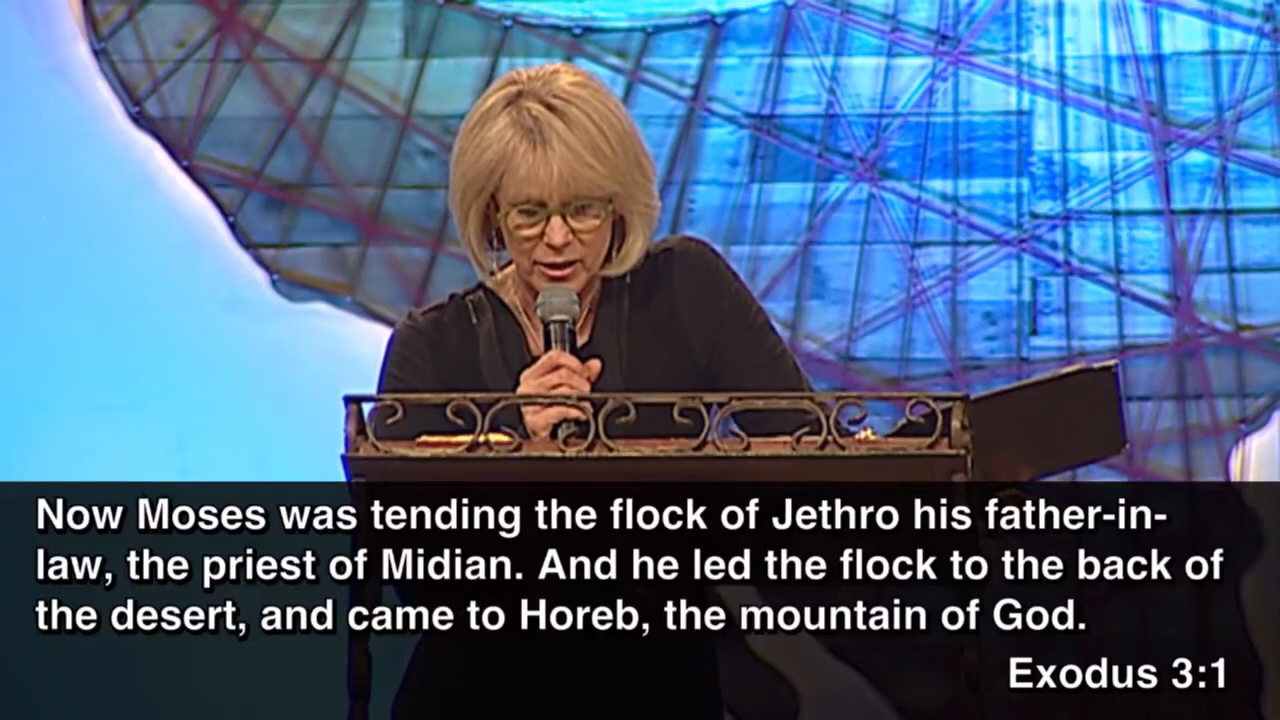 Now Moses was tending the flock of Jethro his father-in-
law, the priest of Midian. And he led the flock to the back of
the desert, and came to Horeb, the mountain of God.
Exodus 3:1